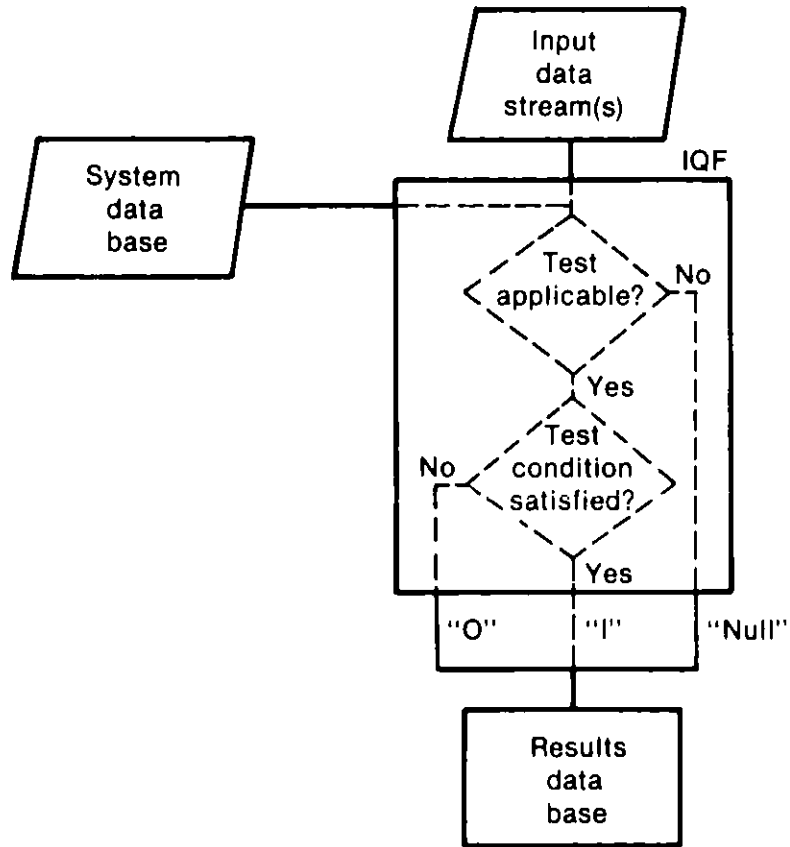 Input
data
stream(s)
IQF
System
data
base
Test
applicable?
No
Yes
Test
condition
satisfied?
No
Yes
"O"
"I"
"Null"
Results
data
base